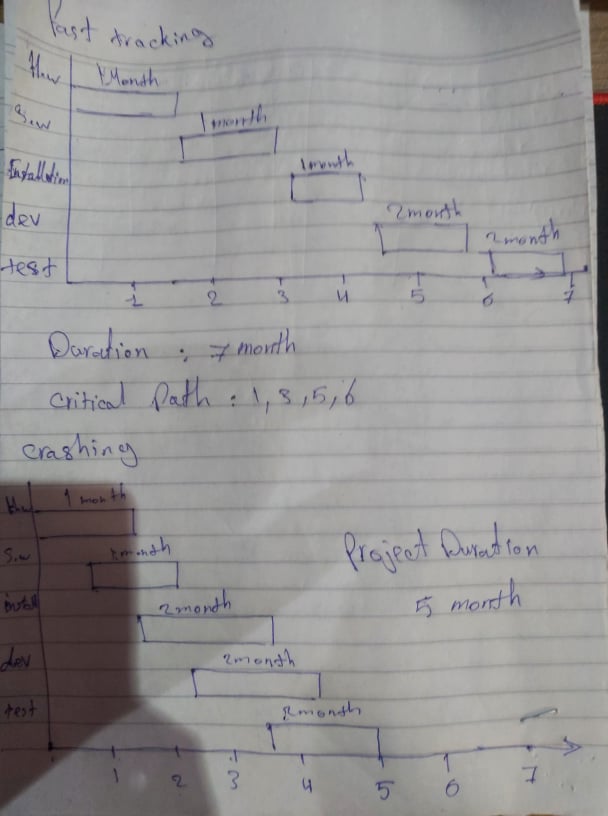 Fast tracking
H.w 1 Month
S.w 1 month
Installation 1 month
dev 2 month
test 2 month
1 2 3 4 5 6 7
Duration : 7 month
Critical Path : 1, 3, 5, 6
Crashing
H.w 1 month
S.w month
Project Duration
install 2 month
5 month
dev 2 month
test 2 month
1 2 3 4 5 6 7